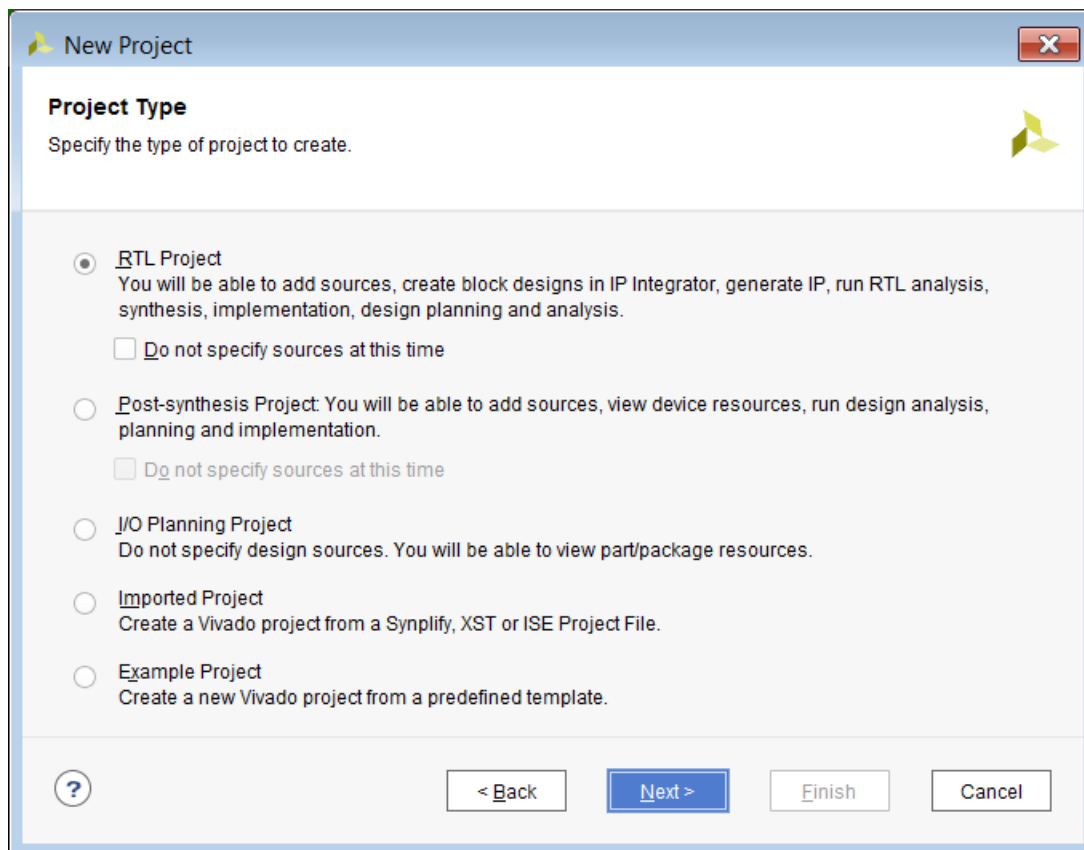 New Project
Project Type
Specify the type of project to create.
RTL Project
You will be able to add sources, create block designs in IP Integrator, generate IP, run RTL analysis,
synthesis, implementation, design planning and analysis.
Do not specify sources at this time
Post-synthesis Project: You will be able to add sources, view device resources, run design analysis,
planning and implementation.
Do not specify sources at this time
I/O Planning Project
Do not specify design sources. You will be able to view part/package resources.
Imported Project
Create a Vivado project from a Synplify, XST or ISE Project File.
Example Project
Create a new Vivado project from a predefined template.
? < Back Next > Finish Cancel